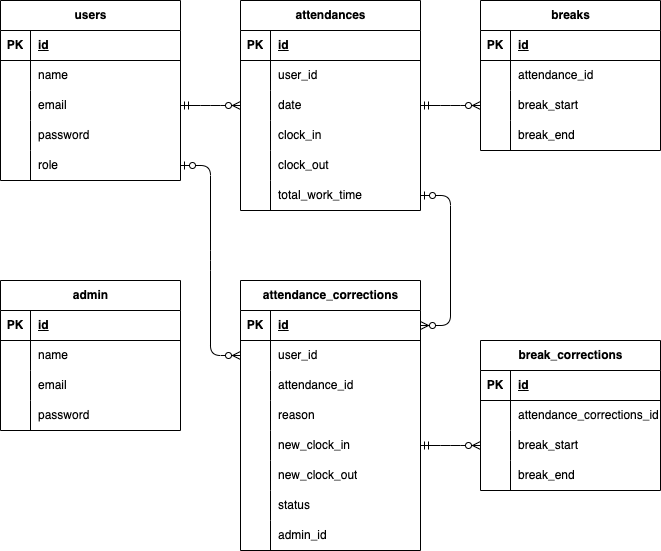 users
PK id
name
email
password
role
attendances
PK id
user_id
date
clock_in
clock_out
total_work_time
breaks
PK id
attendance_id
break_start
break_end
admin
PK id
name
email
password
attendance_corrections
PK id
user_id
attendance_id
reason
new_clock_in
new_clock_out
status
admin_id
break_corrections
PK id
attendance_corrections_id
break_start
break_end